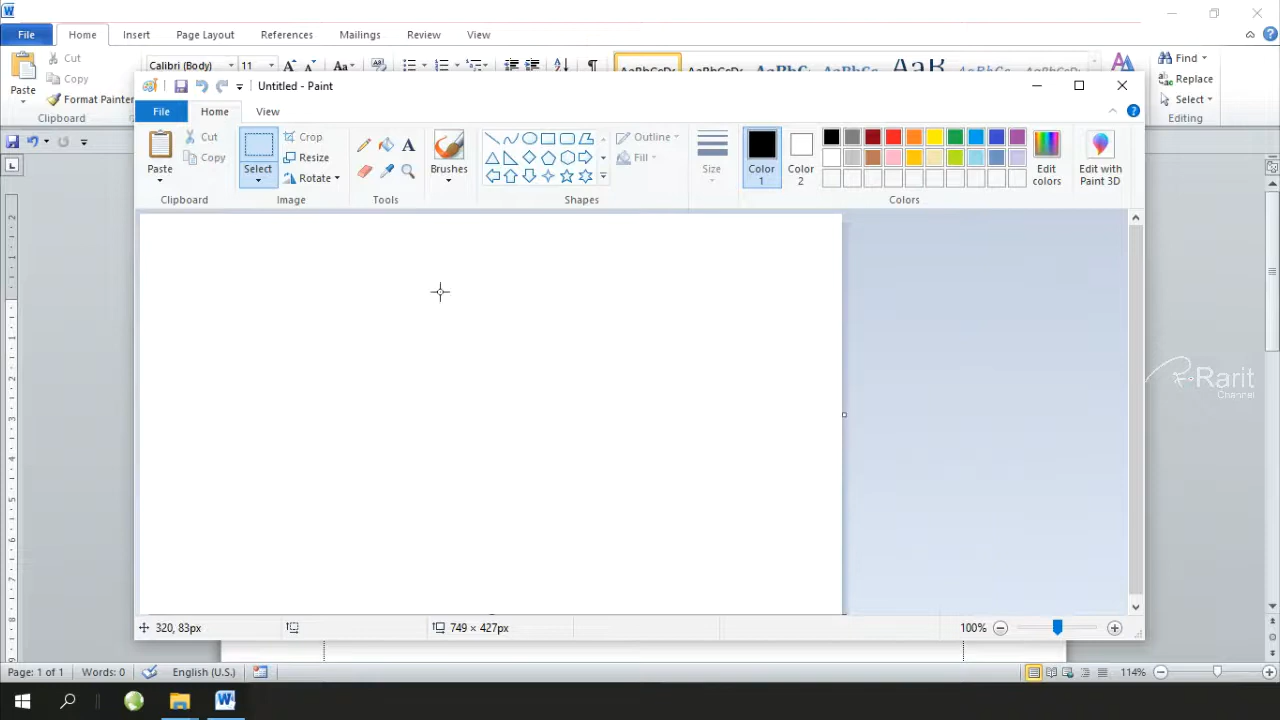 File Home Insert Page Layout References Mailings Review View
Cut
Copy
Format Painter
Paste
Clipboard
Calibri (Body) 11
Find
Replace
Select
Editing
Untitled - Paint
File Home View
Paste
Cut
Copy
Clipboard
Select
Crop
Resize
Rotate
Image
Tools
Brushes
Shapes
Outline
Fill
Size
Color 1
Color 2
Edit colors
Edit with Paint 3D
Colors
Rarit
Channel
320, 83px
749 × 427px
100%
Page: 1 of 1 Words: 0 English (U.S.)
114%